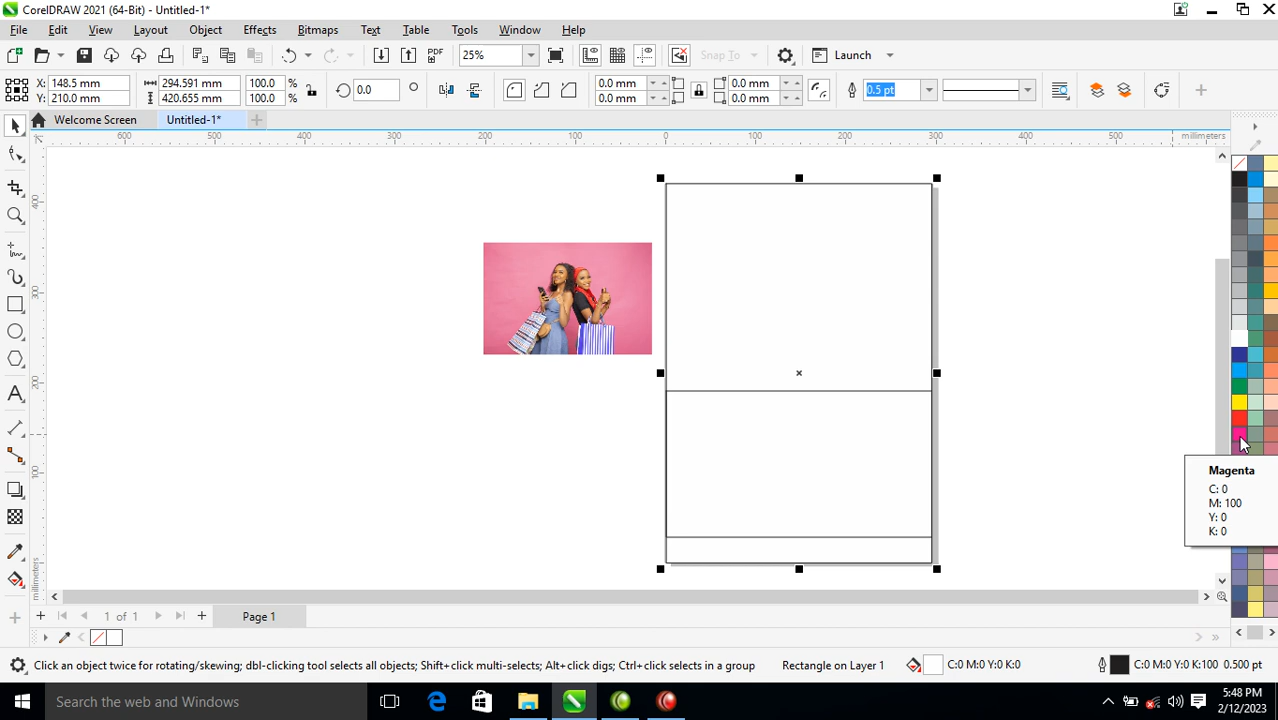 CorelDRAW 2021 (64-Bit) - Untitled-1*
File Edit View Layout Object Effects Bitmaps Text Table Tools Window Help
PDF 25% Snap To Launch
X: 148.5 mm 294.591 mm 100.0 % 0.0 0.0 mm 0.0 mm 0.5 pt
Y: 210.0 mm 420.655 mm 100.0 % 0.0 mm 0.0 mm
Welcome Screen Untitled-1*
600 500 400 300 200 100 0 100 200 300 400 500 millimeters
400
300
200
100
millimeters
Magenta
C: 0
M: 100
Y: 0
K: 0
1 of 1 Page 1
Click an object twice for rotating/skewing; dbl-clicking tool selects all objects; Shift+click multi-selects; Alt+click digs; Ctrl+click selects in a group Rectangle on Layer 1 C:0 M:0 Y:0 K:0 C:0 M:0 Y:0 K:100 0.500 pt
Search the web and Windows
5:48 PM
2/12/2023